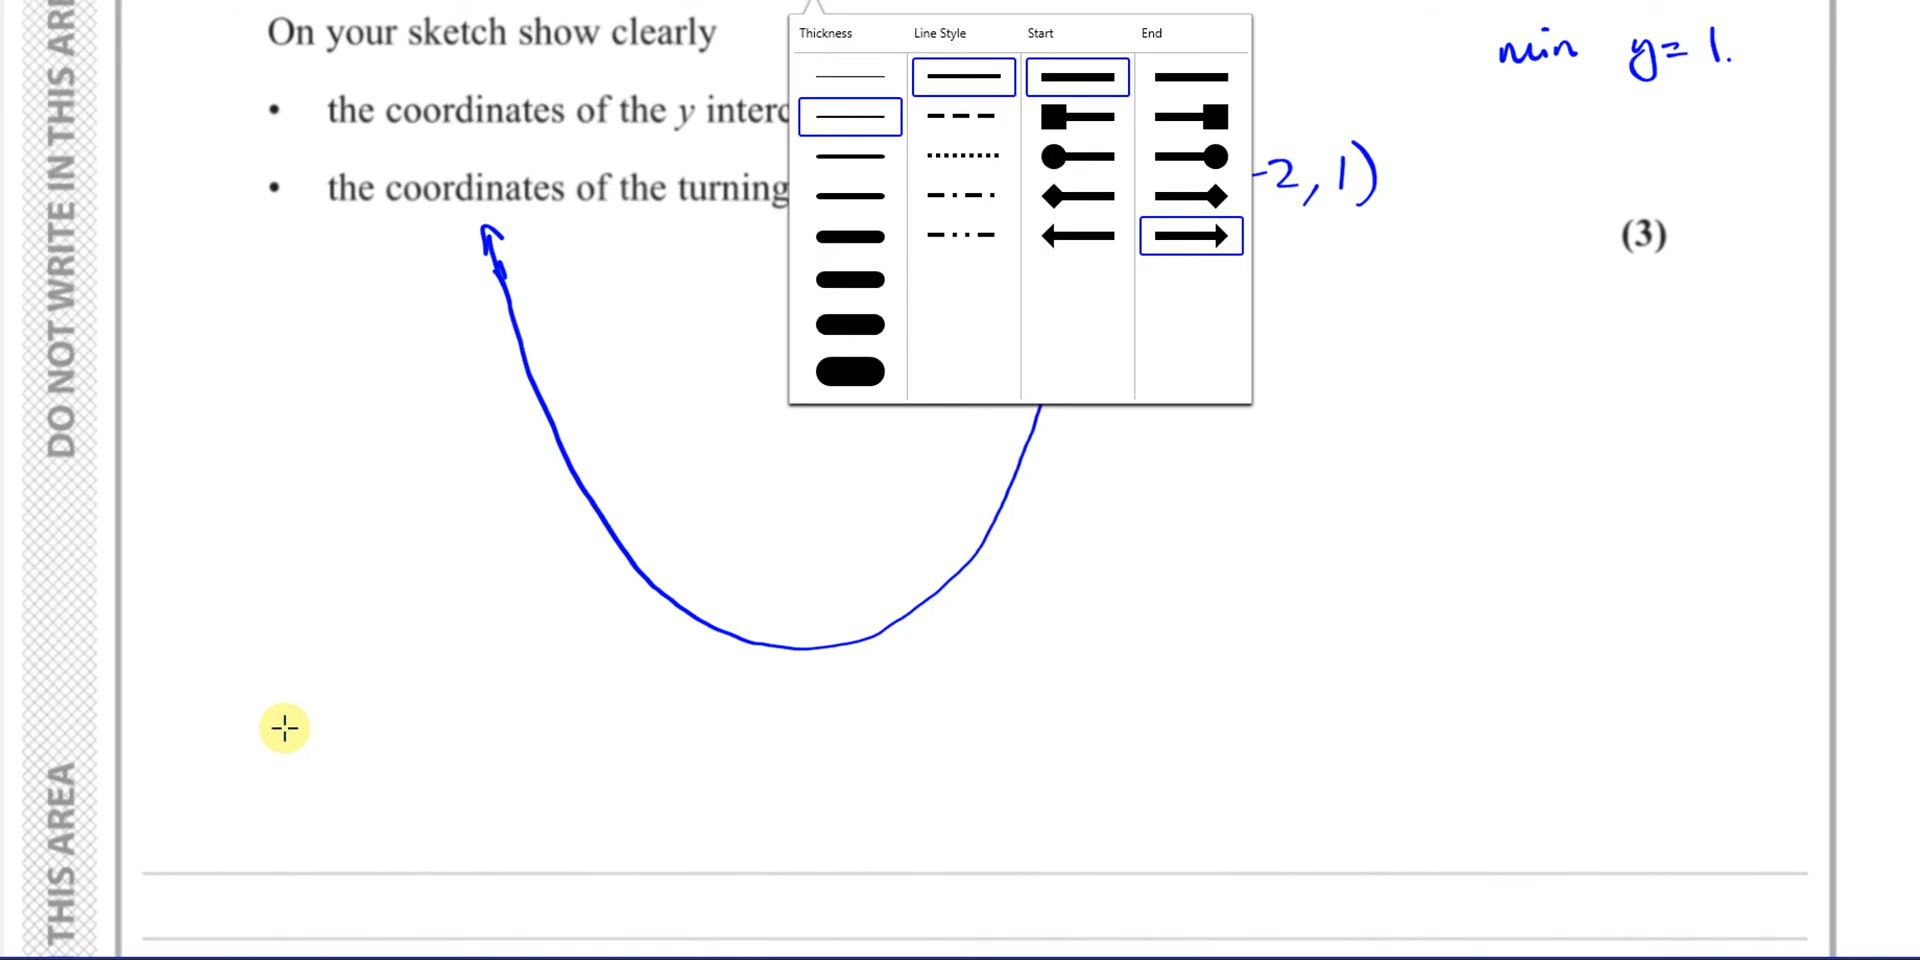 On your sketch show clearly
min y = 1.
• the coordinates of the y interc
• the coordinates of the turning
-2, 1)
(3)
Thickness Line Style Start End
DO NOT WRITE IN THIS AR
THIS AREA